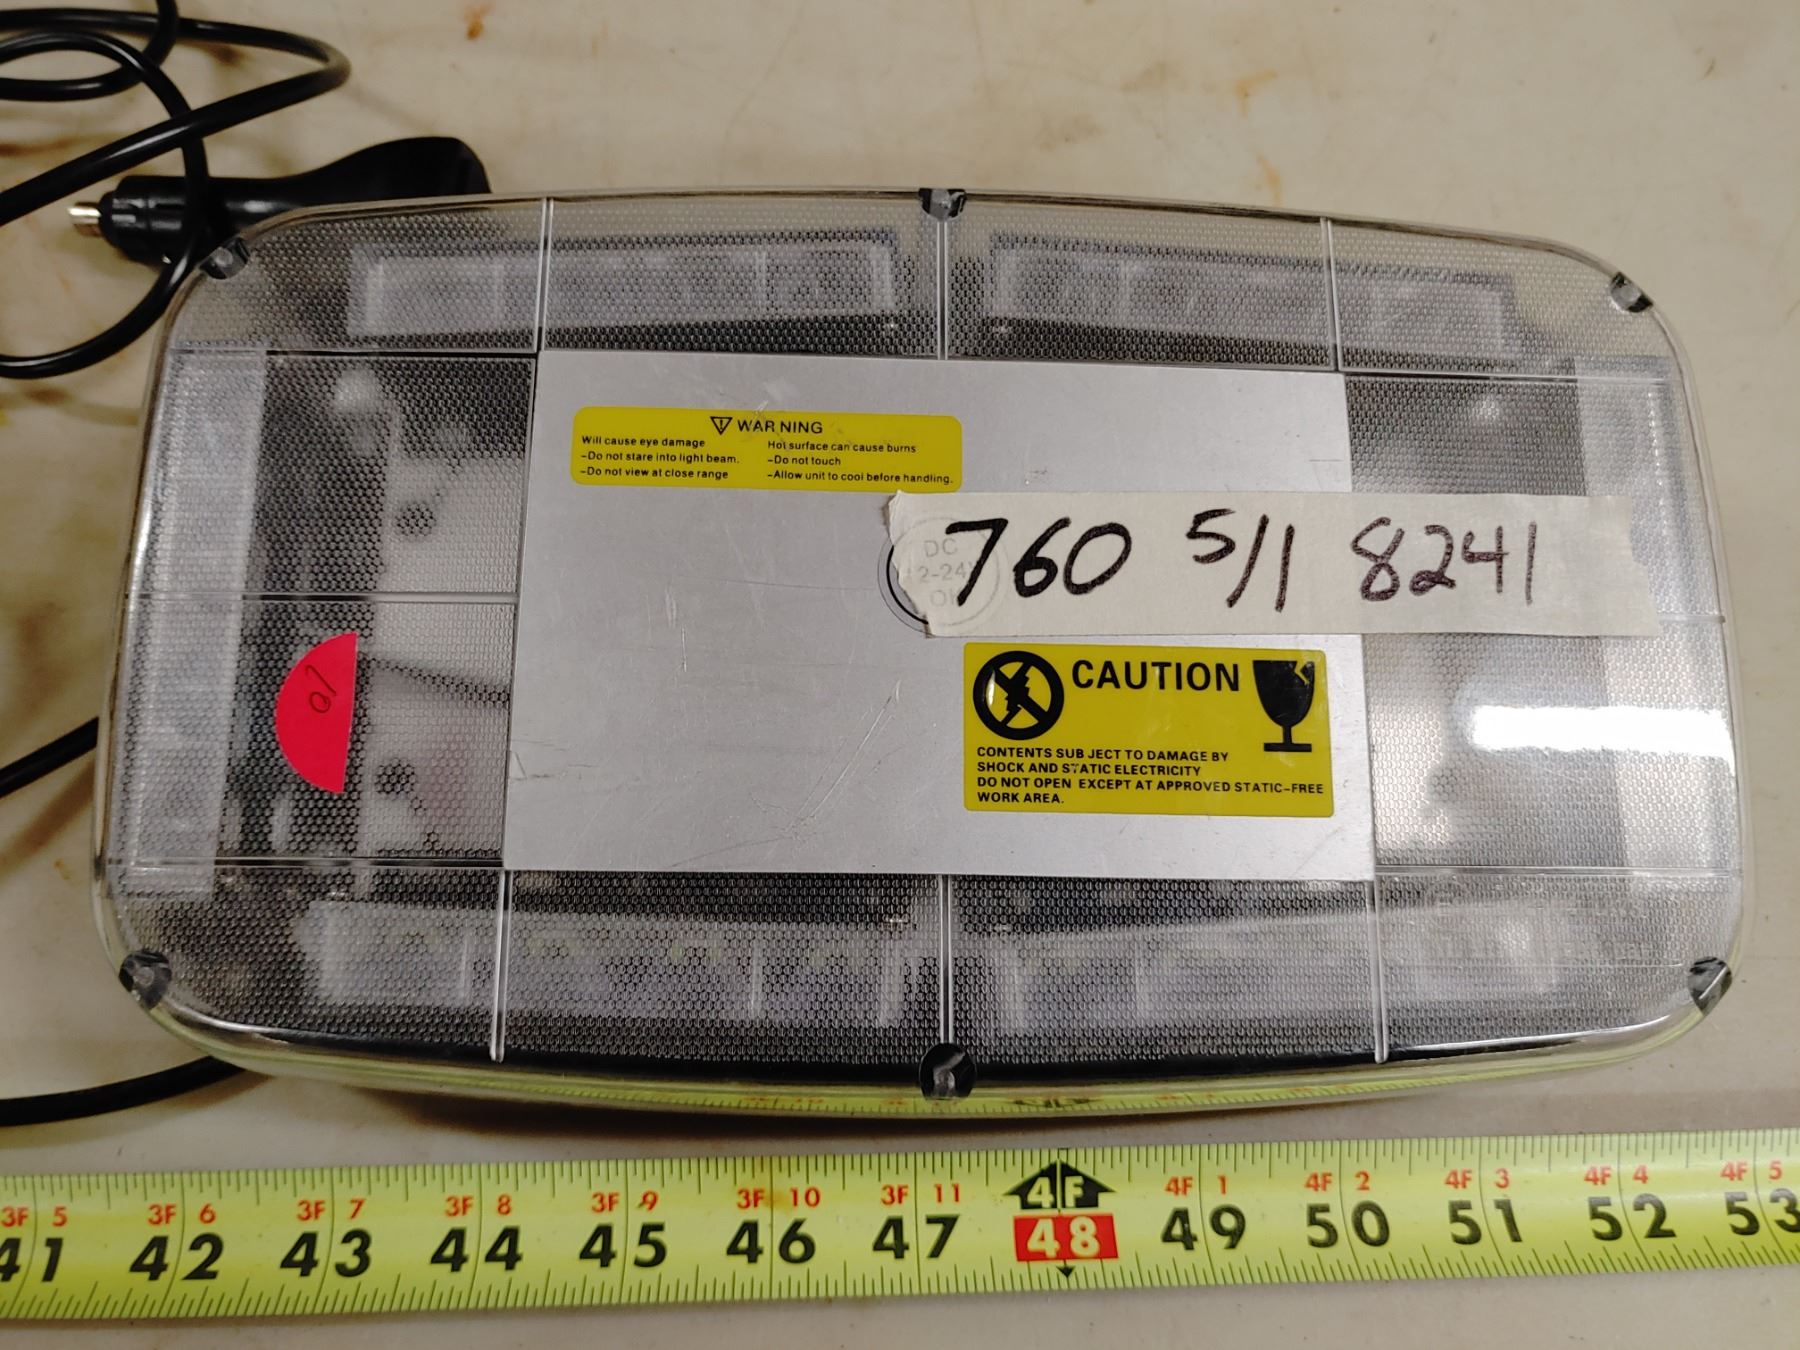 WARNING
Will cause eye damage
-Do not stare into light beam.
-Do not view at close range
Hot surface can cause burns
-Do not touch
-Allow unit to cool before handling.
DC
12-24V
760 5/1 8241
CAUTION
CONTENTS SUBJECT TO DAMAGE BY
SHOCK AND STATIC ELECTRICITY
DO NOT OPEN EXCEPT AT APPROVED STATIC-FREE
WORK AREA.
3F 5 3F 6 3F 7 3F 8 3F 9 3F 10 3F 11 4F 4F 1 4F 2 4F 3 4F 4 4F 5
41 42 43 44 45 46 47 48 49 50 51 52 53